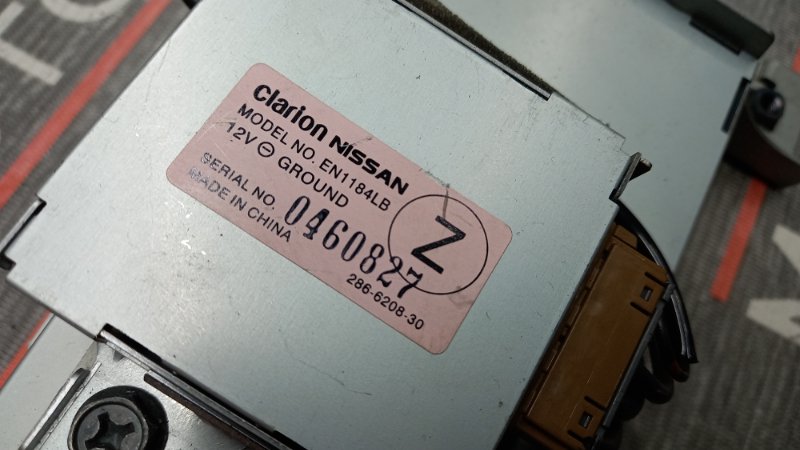 Clarion NISSAN
MODEL NO. EN1184LB
12V ⊖ GROUND
SERIAL NO. 0460827
MADE IN CHINA
Z
286-6208-30